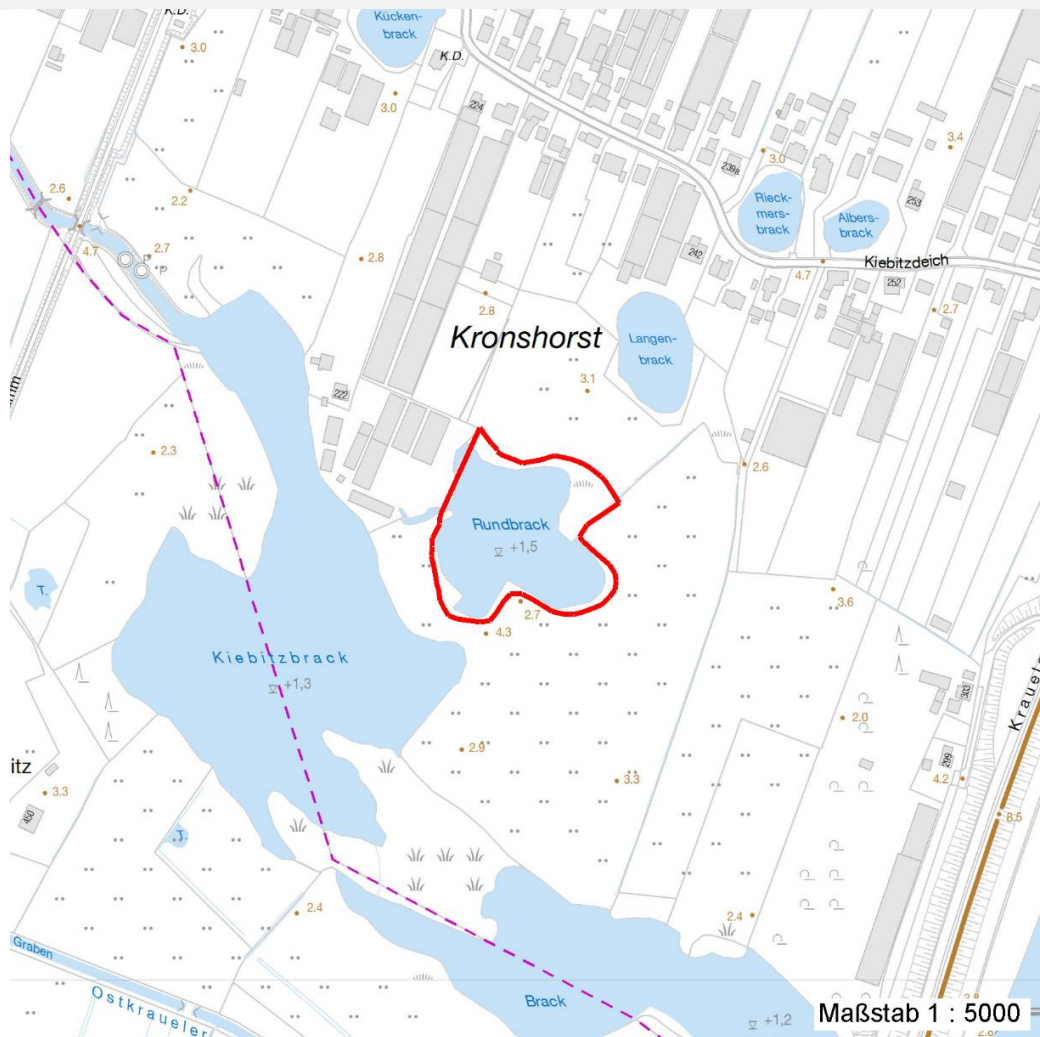 K.D.
Kücken-
brack
K.D.
3.0
3.0
224
3.4
239a
3.0
2.6
2.2
Rieck-
mers-
brack
Albers-
brack
253
4.7
2.7
P
P
2.8
242
4.7
Kiebitzdeich
252
2.8
2.7
Kronshorst
Langen-
brack
3.1
222
2.3
2.6
Rundbrack
+1,5
T.
2.7
3.6
4.3
Kiebitzbrack
+1,3
303
2.0
2.9
299
itz
3.3
3.3
4.2
450
8.5
T.
2.4
2.4
Graben
Ostkraueler
Brack
+1,2
Maßstab 1 : 5000